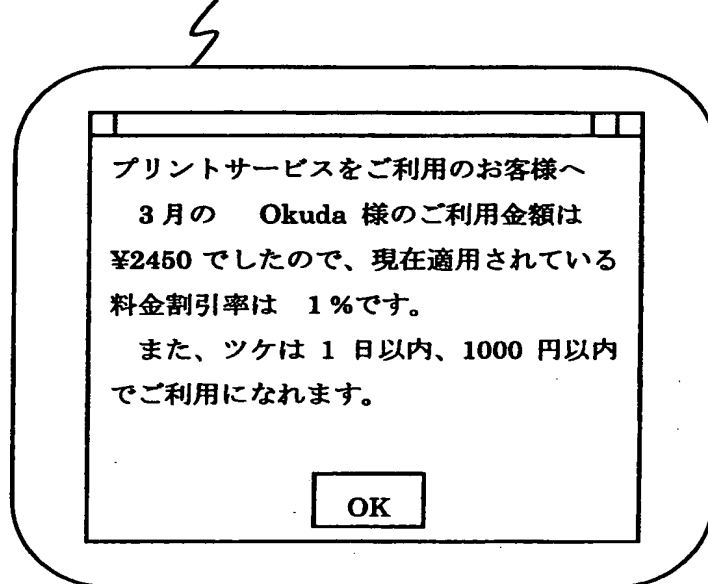 プリントサービスをご利用のお客様へ
3月の Okuda 様のご利用金額は
¥2450 でしたので、現在適用されている
料金割引率は 1%です。
また、ツケは 1 日以内、1000 円以内
でご利用になれます。
OK